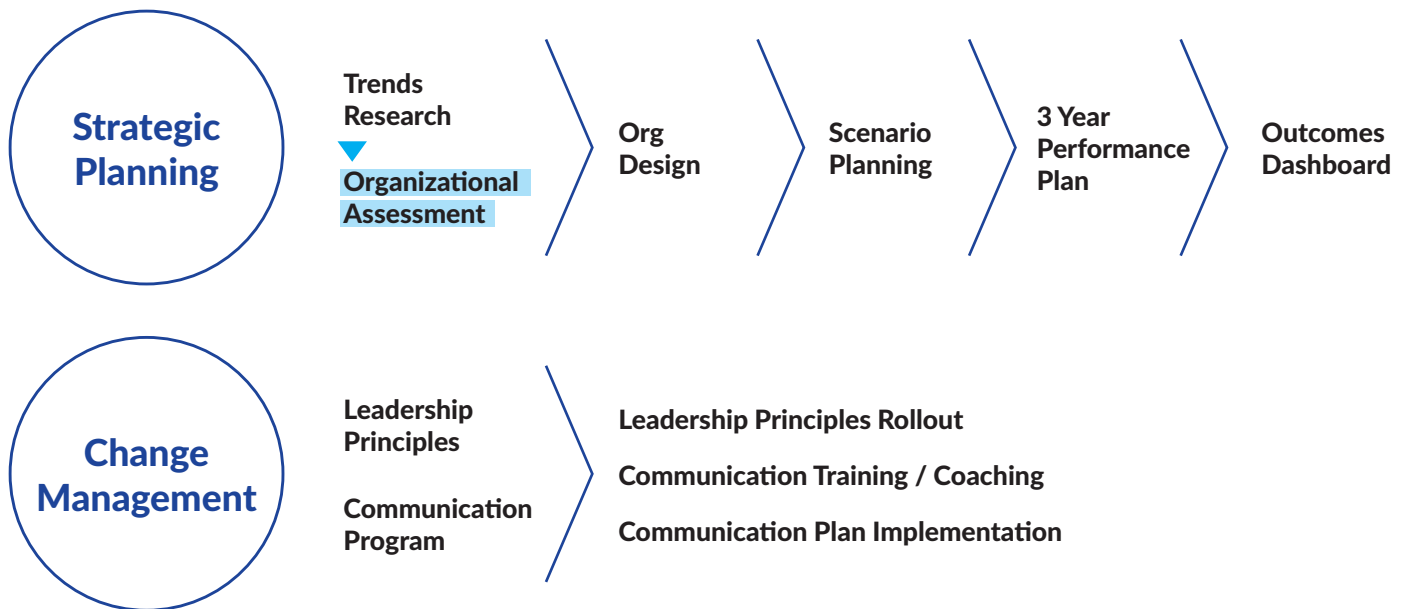 Strategic
Planning
Trends
Research
Organizational
Assessment
Org
Design
Scenario
Planning
3 Year
Performance
Plan
Outcomes
Dashboard
Change
Management
Leadership
Principles
Communication
Program
Leadership Principles Rollout
Communication Training / Coaching
Communication Plan Implementation